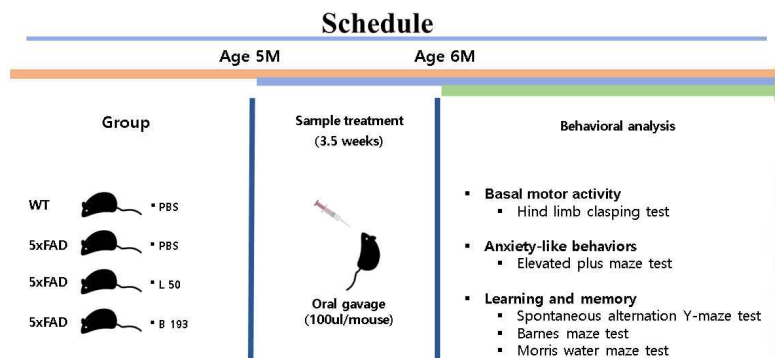 Schedule
Age 5M
Age 6M
Group
WT
▪ PBS
5xFAD
▪ PBS
5xFAD
▪ L 50
5xFAD
▪ B 193
Sample treatment
(3.5 weeks)
Oral gavage
(100ul/mouse)
Behavioral analysis
▪ Basal motor activity
▪ Hind limb clasping test
▪ Anxiety-like behaviors
▪ Elevated plus maze test
▪ Learning and memory
▪ Spontaneous alternation Y-maze test
▪ Barnes maze test
▪ Morris water maze test